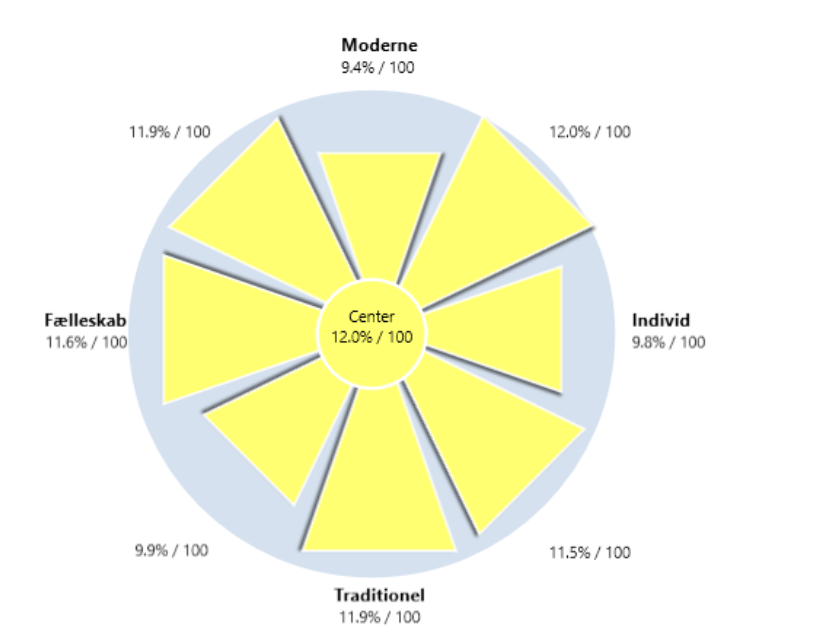 Moderne
9.4% / 100
11.9% / 100
12.0% / 100
Fælleskab
11.6% / 100
Center
12.0% / 100
Individ
9.8% / 100
9.9% / 100
11.5% / 100
Traditionel
11.9% / 100